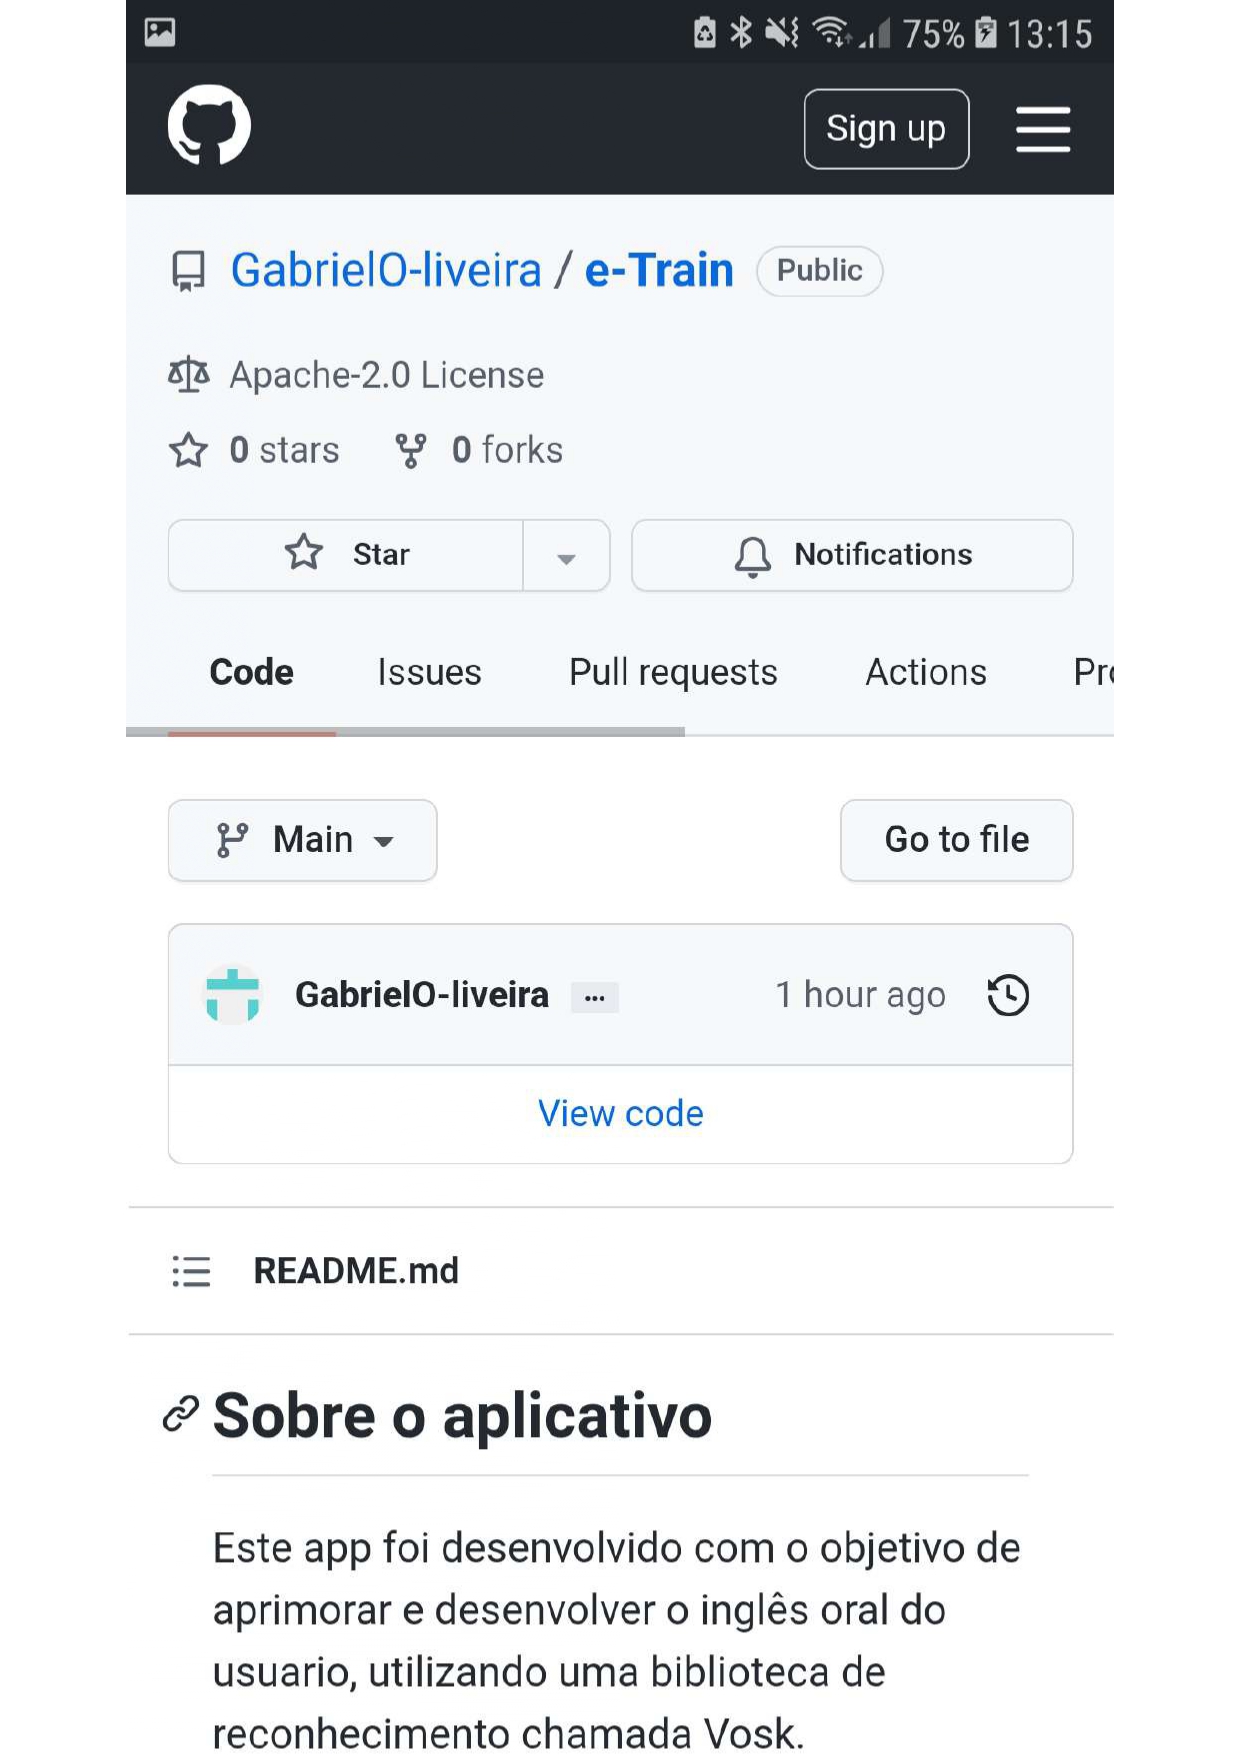 75% 13:15
Sign up
GabrielO-liveira / e-Train Public
Apache-2.0 License
0 stars 0 forks
Star Notifications
Code Issues Pull requests Actions Pro
Main Go to file
GabrielO-liveira ... 1 hour ago
View code
README.md
Sobre o aplicativo
Este app foi desenvolvido com o objetivo de
aprimorar e desenvolver o inglês oral do
usuario, utilizando uma biblioteca de
reconhecimento chamada Vosk.